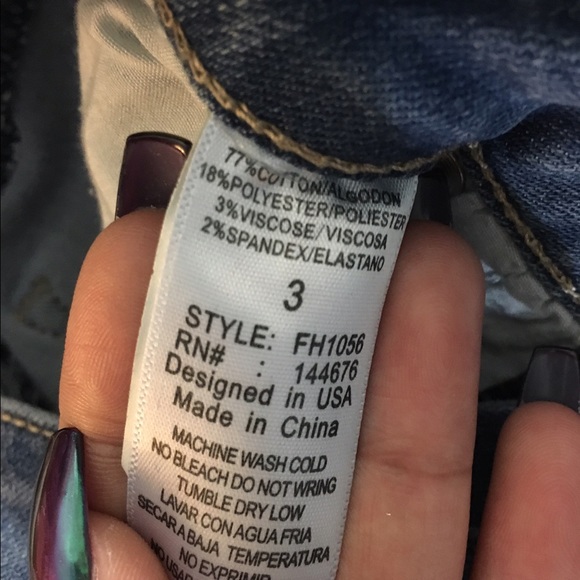 77%COTTON/ALGODON
18%POLYESTER/POLIESTER
3%VISCOSE/VISCOSA
2%SPANDEX/ELASTANO
3
STYLE: FH1056
RN# : 144676
Designed in USA
Made in China
MACHINE WASH COLD
NO BLEACH DO NOT WRING
TUMBLE DRY LOW
LAVAR CON AGUA FRIA
SECAR A BAJA TEMPERATURA
NO EXPRIMIR
NO USAR